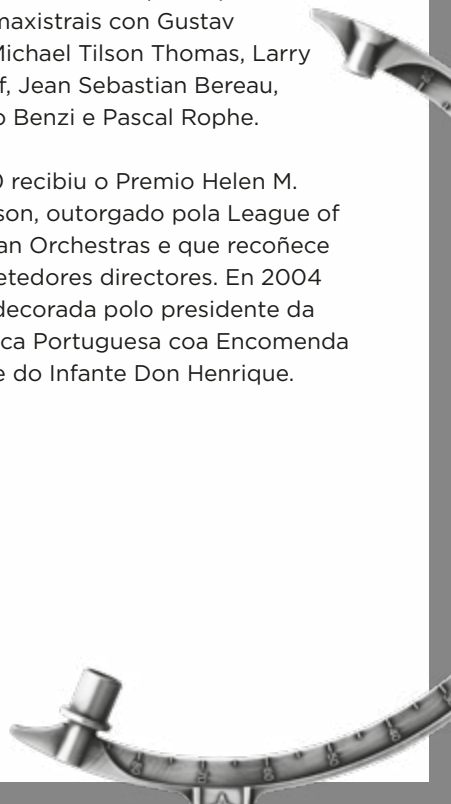 maxistrais con Gustav
Michael Tilson Thomas, Larry
f, Jean Sebastian Bereau,
o Benzi e Pascal Rophe.
0 recibiu o Premio Helen M.
son, outorgado pola League of
an Orchestras e que recoñece
etedores directores. En 2004
decorada polo presidente da
ca Portuguesa coa Encomenda
e do Infante Don Henrique.